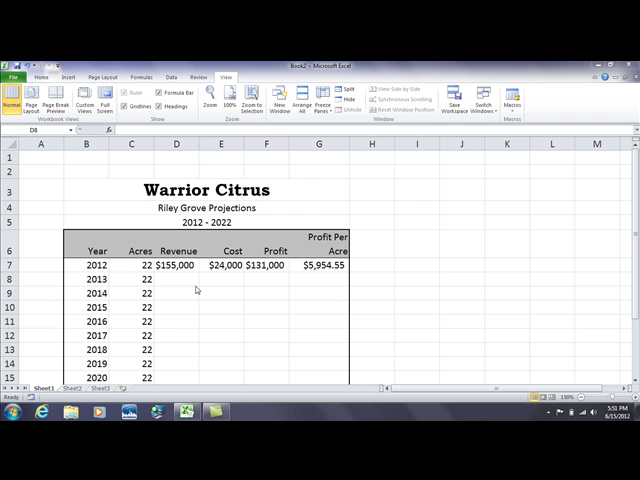 Book2 - Microsoft Excel
File Home Insert Page Layout Formulas Data Review View
Normal Page Layout Page Break Preview Custom Views Full Screen
Workbook Views
Ruler Formula Bar
Gridlines Headings
Show
Zoom 100% Zoom to Selection
Zoom
New Window Arrange All Freeze Panes
Split
Hide
Unhide
View Side by Side
Synchronous Scrolling
Reset Window Position
Window
Save Workspace Switch Windows
Macros
Macros
D8 fx
A B C D E F G H I J K L M
1
2
3 Warrior Citrus
4 Riley Grove Projections
5 2012 - 2022
6 Year Acres Revenue Cost Profit Profit Per Acre
7 2012 22 $155,000 $24,000 $131,000 $5,954.55
8 2013 22
9 2014 22
10 2015 22
11 2016 22
12 2017 22
13 2018 22
14 2019 22
15 2020 22
Sheet1 Sheet2 Sheet3
Ready 150%
5:51 PM
6/15/2012